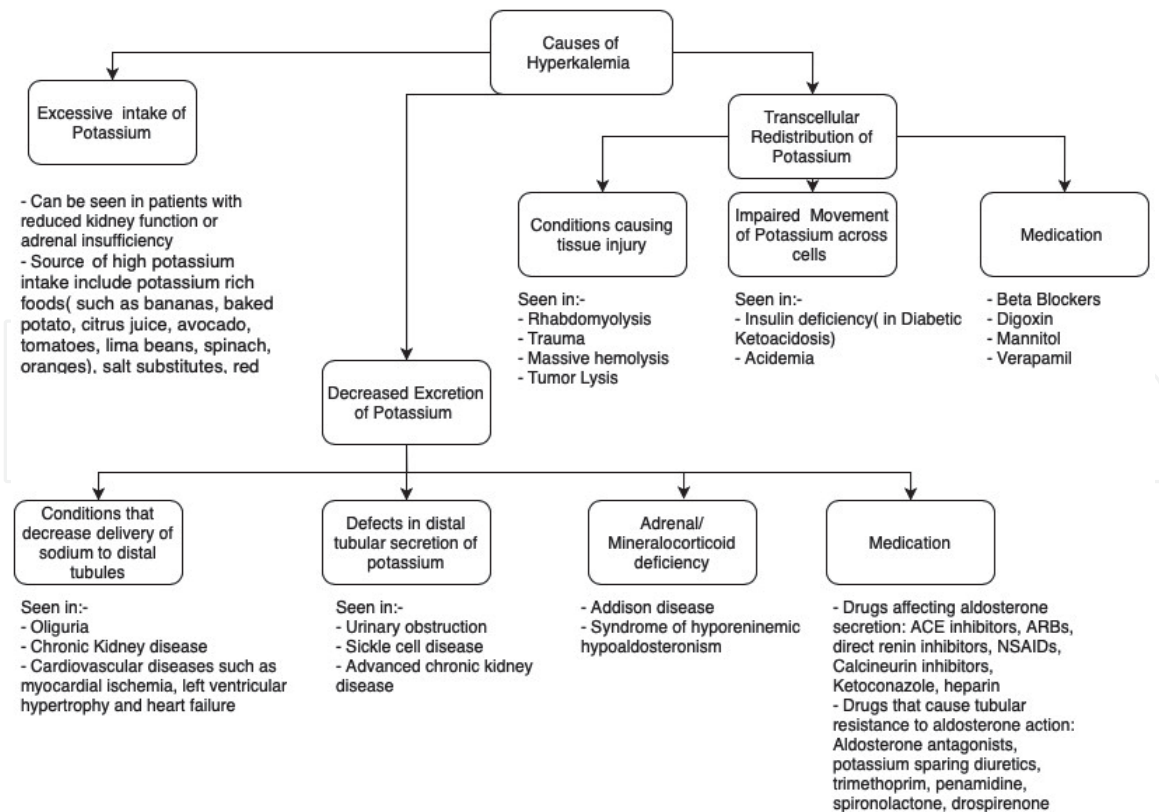 Causes of
Hyperkalemia
Excessive intake of
Potassium
- Can be seen in patients with
reduced kidney function or
adrenal insufficiency
- Source of high potassium
intake include potassium rich
foods( such as bananas, baked
potato, citrus juice, avocado,
tomatoes, lima beans, spinach,
oranges), salt substitutes, red
Transcellular
Redistribution of
Potassium
Conditions causing
tissue injury
Seen in:-
- Rhabdomyolysis
- Trauma
- Massive hemolysis
- Tumor Lysis
Impaired Movement
of Potassium across
cells
Seen in:-
- Insulin deficiency( in Diabetic
Ketoacidosis)
- Acidemia
Medication
- Beta Blockers
- Digoxin
- Mannitol
- Verapamil
Decreased Excretion
of Potassium
Conditions that
decrease delivery of
sodium to distal
tubules
Seen in:-
- Oliguria
- Chronic Kidney disease
- Cardiovascular diseases such as
myocardial ischemia, left ventricular
hypertrophy and heart failure
Defects in distal
tubular secretion of
potassium
Seen in:-
- Urinary obstruction
- Sickle cell disease
- Advanced chronic kidney
disease
Adrenal/
Mineralocorticoid
deficiency
- Addison disease
- Syndrome of hyporeninemic
hypoaldosteronism
Medication
- Drugs affecting aldosterone
secretion: ACE inhibitors, ARBs,
direct renin inhibitors, NSAIDs,
Calcineurin inhibitors,
Ketoconazole, heparin
- Drugs that cause tubular
resistance to aldosterone action:
Aldosterone antagonists,
potassium sparing diuretics,
trimethoprim, penamidine,
spironolactone, drospirenone